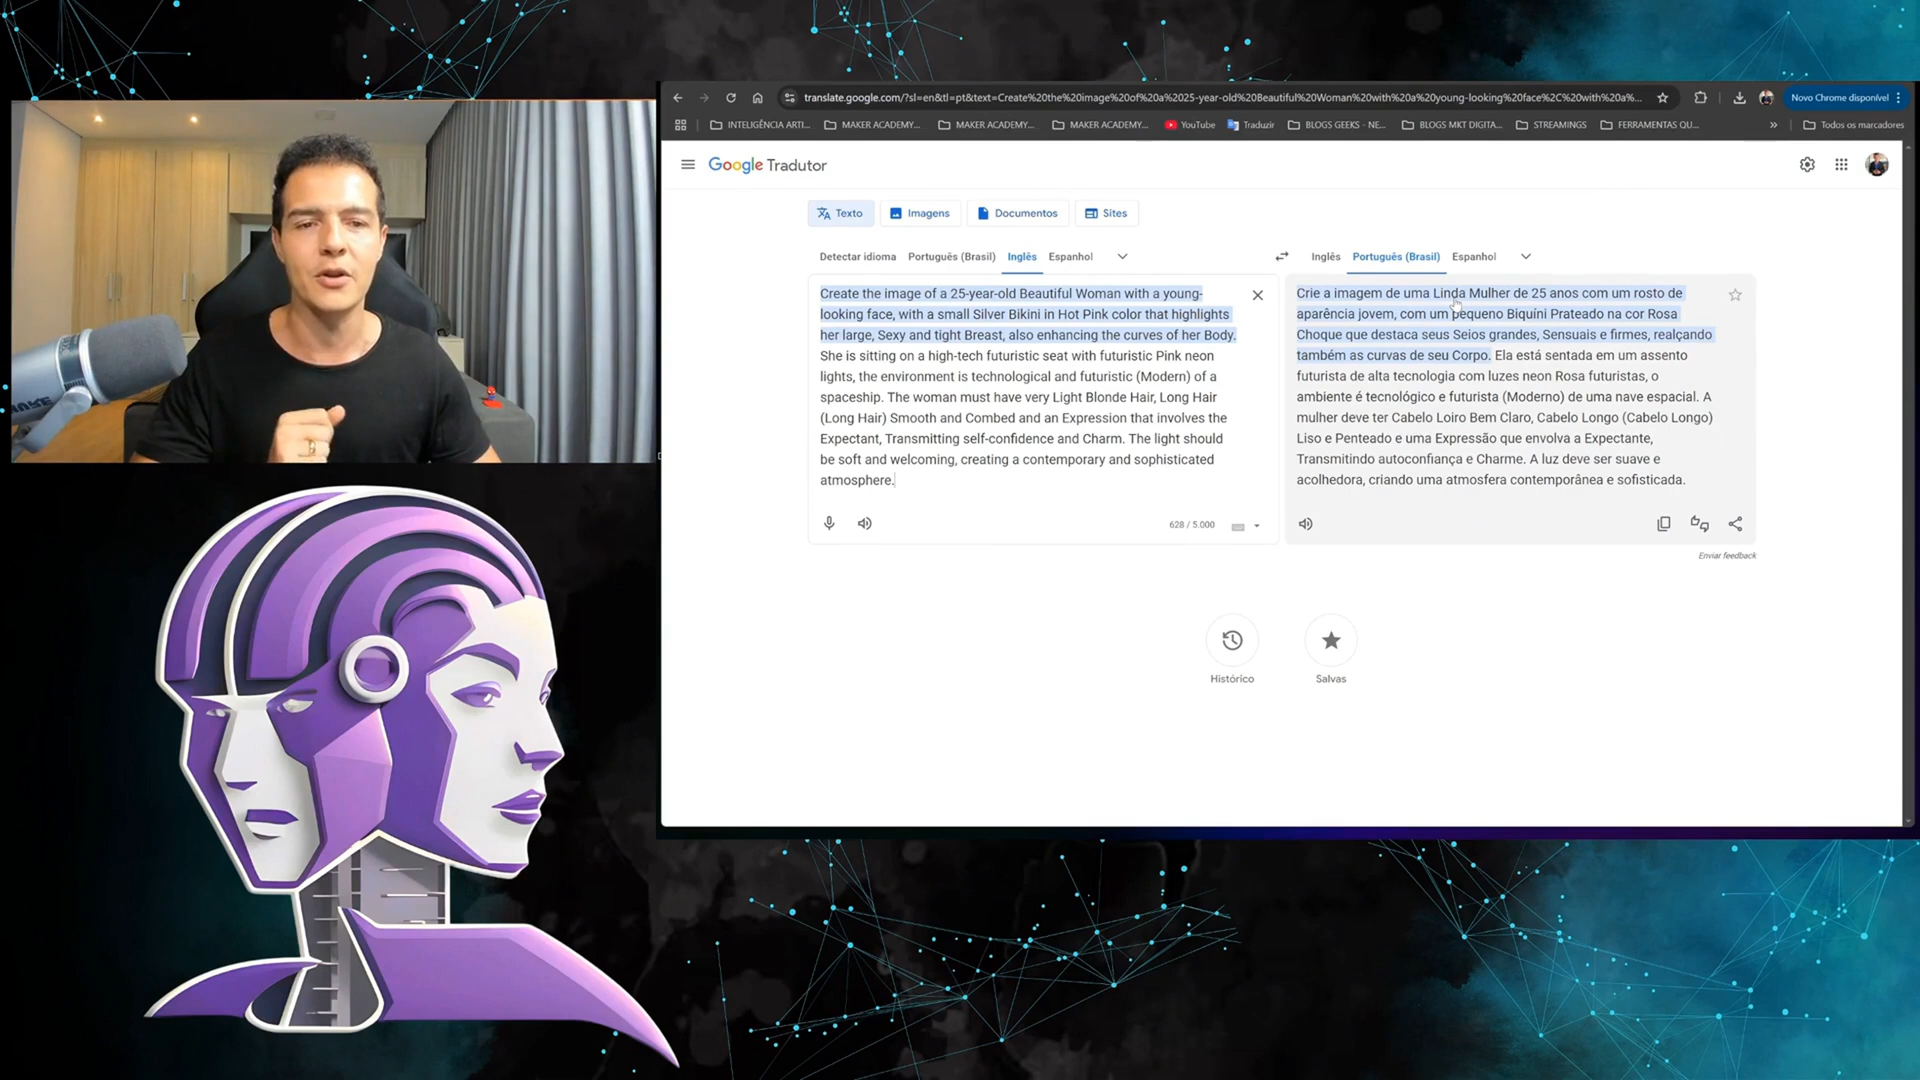 translate.google.com/?sl=en&tl=pt&text=Create%20the%20image%20of%20a%2025-year-old%20Beautiful%20Woman%20with%20a%20young-looking%20face%2C%20with%20a%...
Novo Chrome disponível
INTELIGÊNCIA ARTI...
MAKER ACADEMY...
MAKER ACADEMY...
MAKER ACADEMY...
YouTube
Traduzir
BLOGS GEEKS - NE...
BLOGS MKT DIGITA...
STREAMINGS
FERRAMENTAS QU...
»
Todos os marcadores
Google Tradutor
Texto
Imagens
Documentos
Sites
Detectar idioma
Português (Brasil)
Inglês
Espanhol
Inglês
Português (Brasil)
Espanhol
Create the image of a 25-year-old Beautiful Woman with a young-
looking face, with a small Silver Bikini in Hot Pink color that highlights
her large, Sexy and tight Breast, also enhancing the curves of her Body.
She is sitting on a high-tech futuristic seat with futuristic Pink neon
lights, the environment is technological and futuristic (Modern) of a
spaceship. The woman must have very Light Blonde Hair, Long Hair
(Long Hair) Smooth and Combed and an Expression that involves the
Expectant, Transmitting self-confidence and Charm. The light should
be soft and welcoming, creating a contemporary and sophisticated
atmosphere.
628 / 5.000
Crie a imagem de uma Linda Mulher de 25 anos com um rosto de
aparência jovem, com um pequeno Biquíni Prateado na cor Rosa
Choque que destaca seus Seios grandes, Sensuais e firmes, realçando
também as curvas de seu Corpo. Ela está sentada em um assento
futurista de alta tecnologia com luzes neon Rosa futuristas, o
ambiente é tecnológico e futurista (Moderno) de uma nave espacial. A
mulher deve ter Cabelo Loiro Bem Claro, Cabelo Longo (Cabelo Longo)
Liso e Penteado e uma Expressão que envolva a Expectante,
Transmitindo autoconfiança e Charme. A luz deve ser suave e
acolhedora, criando uma atmosfera contemporânea e sofisticada.
Enviar feedback
Histórico
Salvas